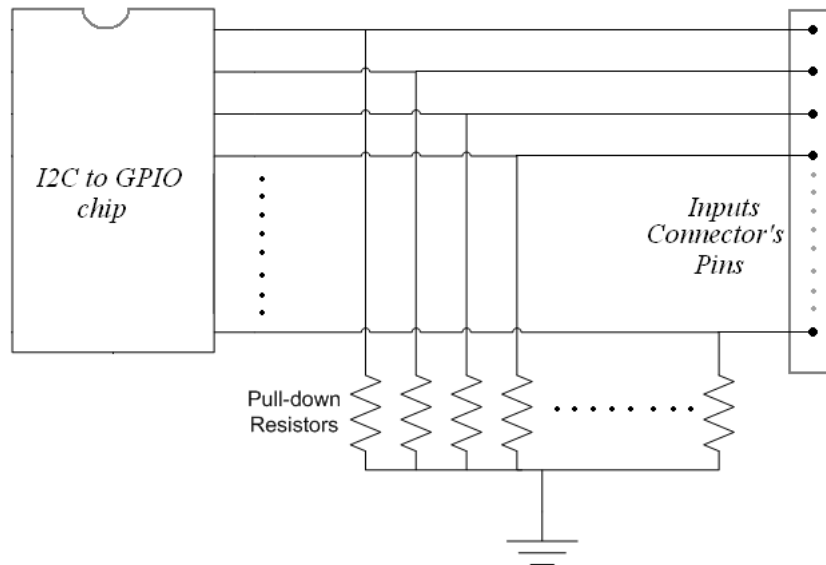 I2C to GPIO
chip
Inputs
Connector's
Pins
Pull-down
Resistors